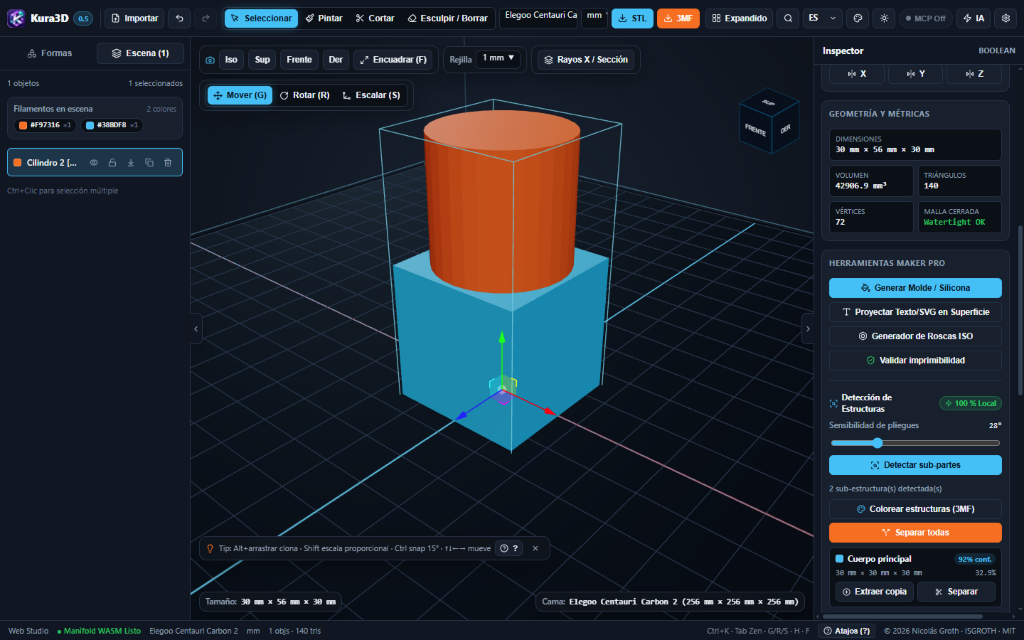 Kura3D 0.5 Importar Seleccionar Pintar Cortar Esculpir / Borrar Elegoo Centauri Ca mm STL 3MF Expandido ES MCP Off IA
Formas Escena (1)
1 objetos 1 seleccionados
Filamentos en escena 2 colores
#F97316 ×1 #38BDF8 ×1
Cilindro 2 [...
Ctrl+Clic para selección múltiple
Iso Sup Frente Der Encuadrar (F) Rejilla 1 mm Rayos X / Sección
Mover (G) Rotar (R) Escalar (S)
SUP
FRENTE DER
Tip: Alt+arrastrar clona · Shift escala proporcional · Ctrl snap 15° · ↑↓←→ mueve ? ×
Tamaño: 30 mm × 56 mm × 30 mm
Cama: Elegoo Centauri Carbon 2 (256 mm × 256 mm × 256 mm)
Inspector BOOLEAN
X Y Z
GEOMETRÍA Y MÉTRICAS
DIMENSIONES
30 mm × 56 mm × 30 mm
VOLUMEN TRIÁNGULOS
42906.9 mm³ 140
VÉRTICES MALLA CERRADA
72 Watertight OK
HERRAMIENTAS MAKER PRO
Generar Molde / Silicona
Proyectar Texto/SVG en Superficie
Generador de Roscas ISO
Validar imprimibilidad
Detección de Estructuras 100 % Local
Sensibilidad de pliegues 28°
Detectar sub-partes
2 sub-estructura(s) detectada(s)
Colorear estructuras (3MF)
Separar todas
Cuerpo principal 92% conf.
30 mm × 30 mm × 30 mm 32.9%
Extraer copia Separar
Web Studio Manifold WASM Listo Elegoo Centauri Carbon 2 mm 1 objs · 140 tris Ctrl+K · Tab Zen · G/R/S · H · F Atajos (?) © 2026 Nicolás Groth · ISGROTH · MIT